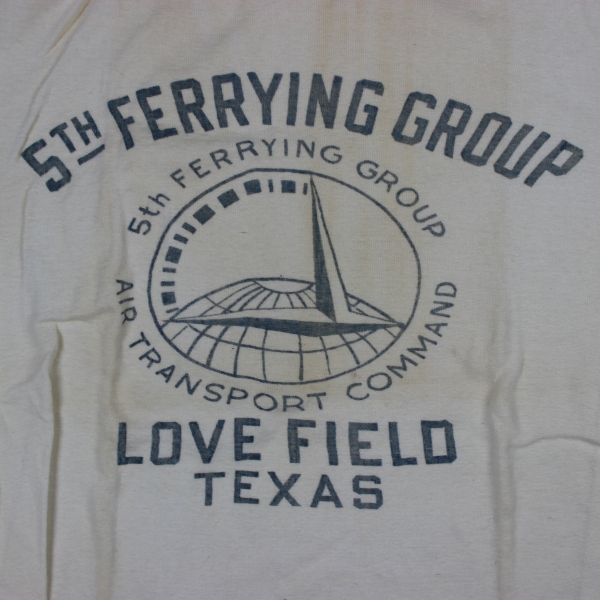 5TH FERRYING GROUP
5th FERRYING GROUP
AIR TRANSPORT COMMAND
LOVE FIELD
TEXAS